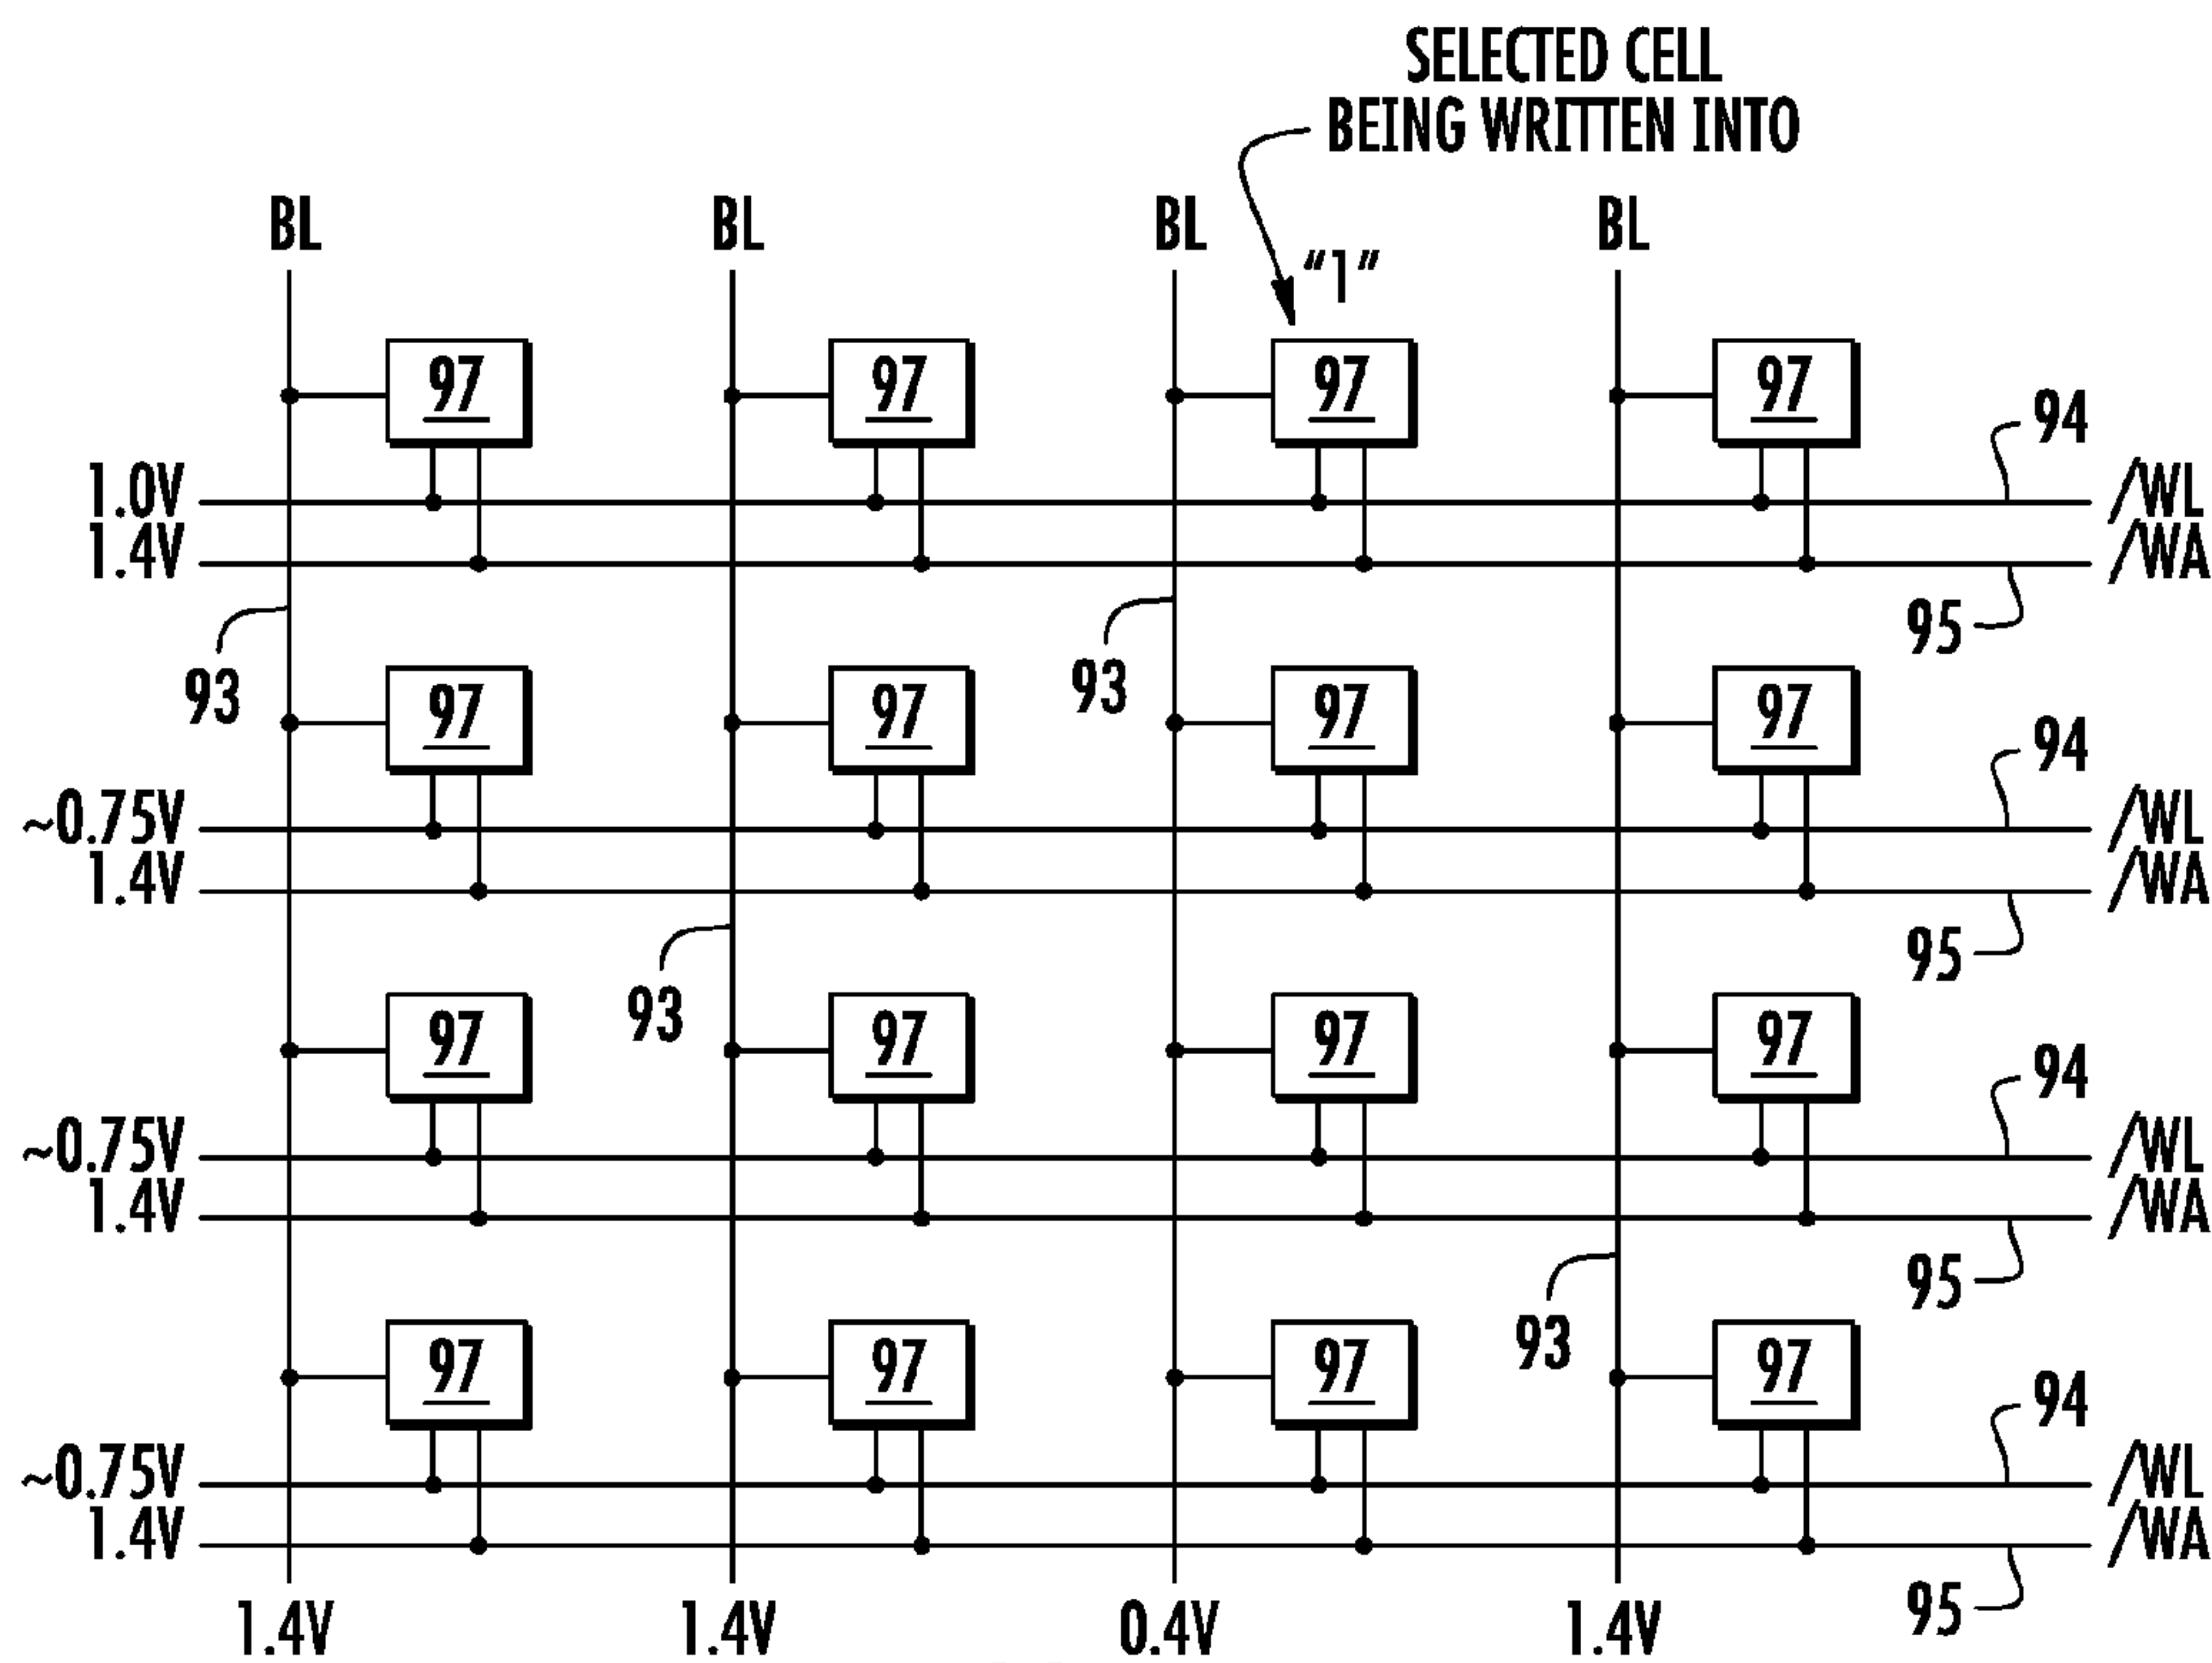 SELECTED CELL
BEING WRITTEN INTO
BL BL BL BL
“1”
97 97 97 97
94
1.0V /WL
1.4V /WA
95
93 93
97 97 97 97
94
~0.75V /WL
1.4V /WA
95
93
97 97 97 97
94
~0.75V /WL
1.4V /WA
95
93
97 97 97 97
94
~0.75V /WL
1.4V /WA
95
1.4V 1.4V 0.4V 1.4V